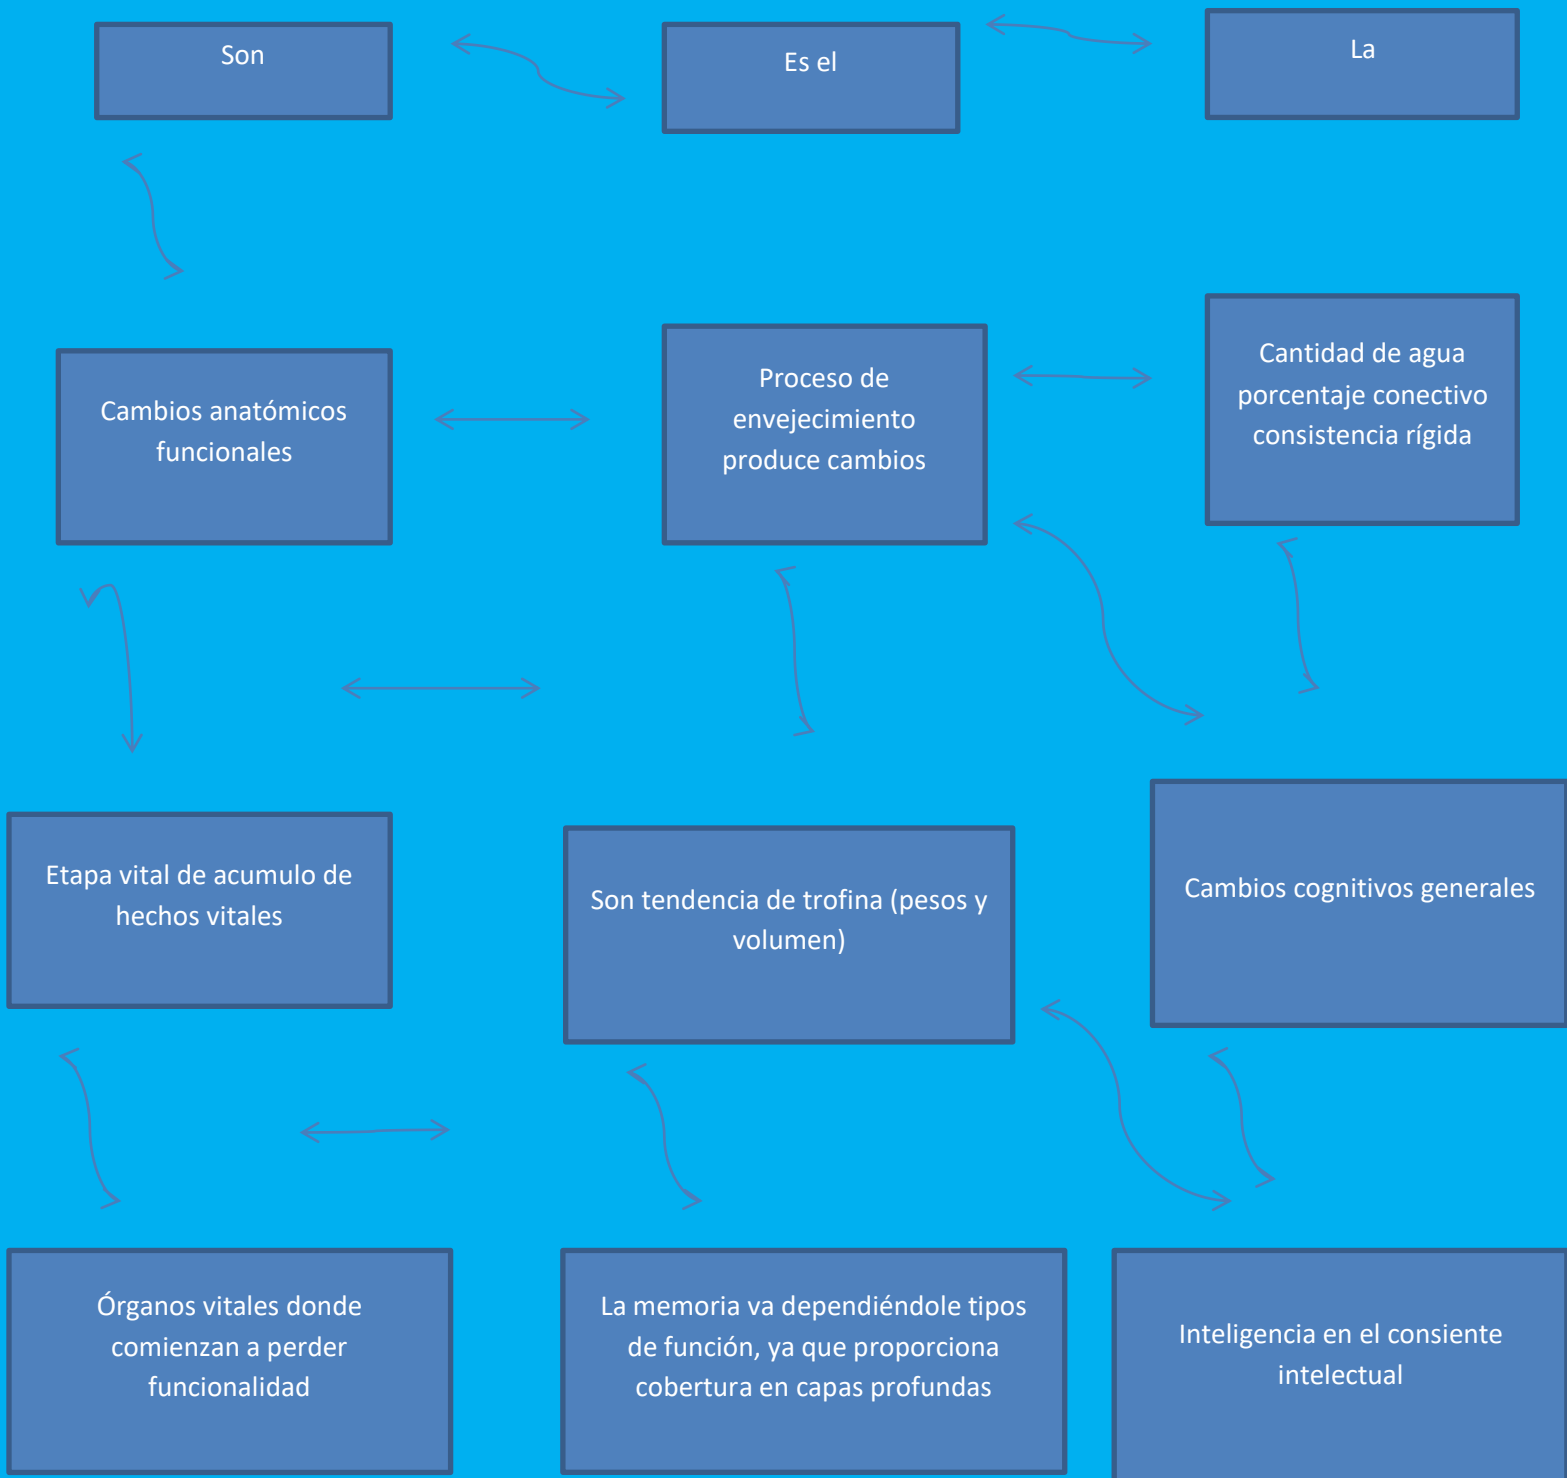 Son
Es el
La
Cambios anatómicos
funcionales
Proceso de
envejecimiento
produce cambios
Cantidad de agua
porcentaje conectivo
consistencia rígida
Etapa vital de acumulo de
hechos vitales
Son tendencia de trofina (pesos y
volumen)
Cambios cognitivos generales
Órganos vitales donde
comienzan a perder
funcionalidad
La memoria va dependiéndole tipos
de función, ya que proporciona
cobertura en capas profundas
Inteligencia en el consiente
intelectual